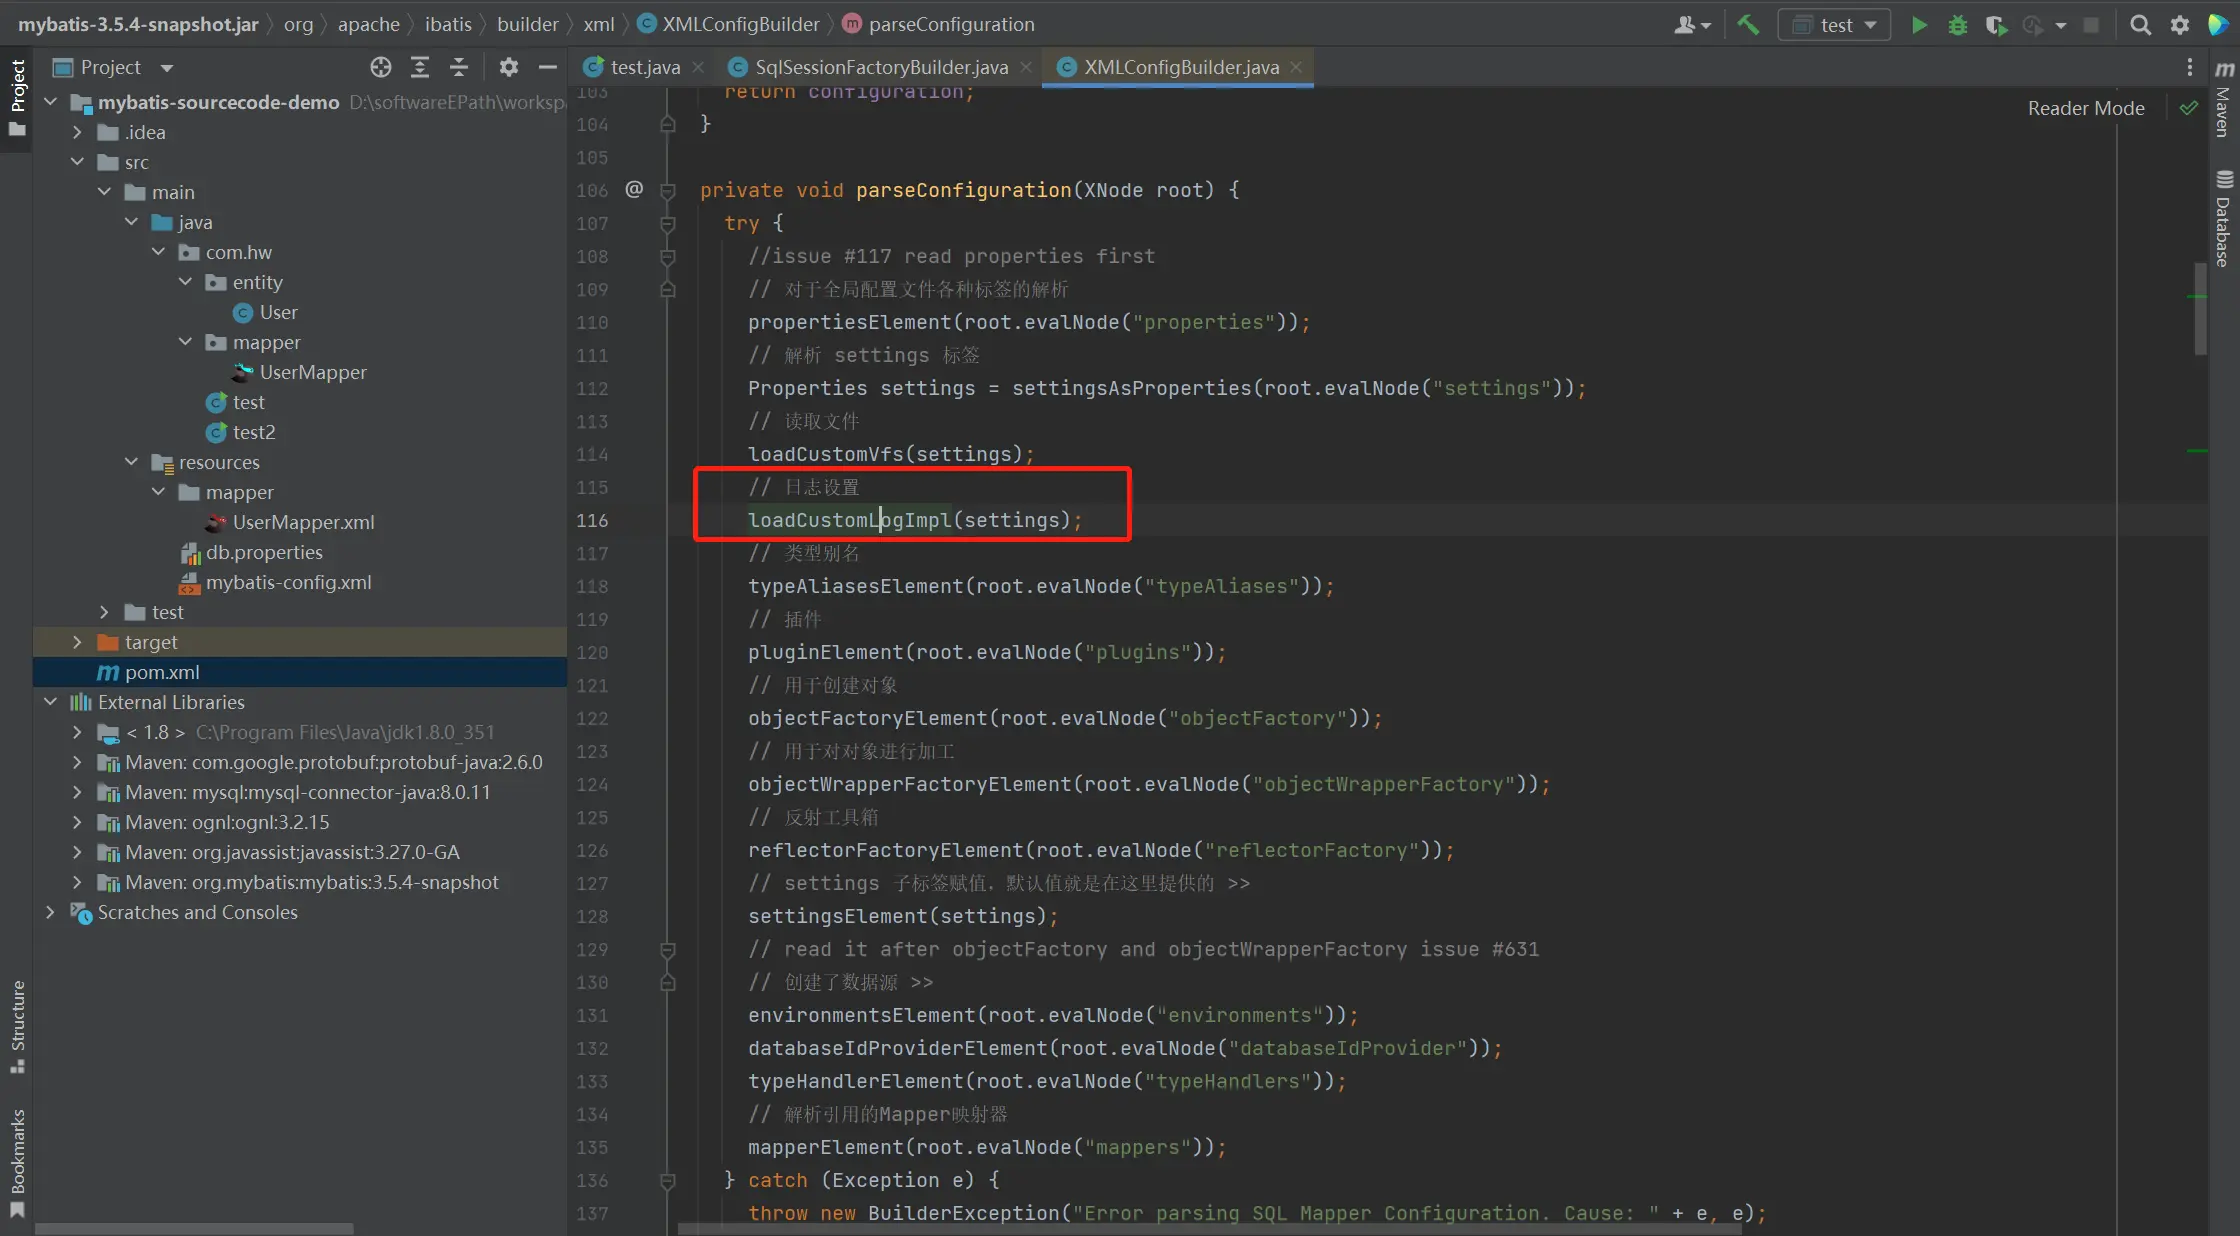 mybatis-3.5.4-snapshot.jar org apache ibatis builder xml XMLConfigBuilder parseConfiguration
test
Project
test.java SqlSessionFactoryBuilder.java XMLConfigBuilder.java
Project
Structure
Bookmarks
mybatis-sourcecode-demo D:\softwareEPath\worksp
.idea
src
main
java
com.hw
entity
User
mapper
UserMapper
test
test2
resources
mapper
UserMapper.xml
db.properties
mybatis-config.xml
test
target
pom.xml
External Libraries
< 1.8 > C:\Program Files\Java\jdk1.8.0_351
Maven: com.google.protobuf:protobuf-java:2.6.0
Maven: mysql:mysql-connector-java:8.0.11
Maven: ognl:ognl:3.2.15
Maven: org.javassist:javassist:3.27.0-GA
Maven: org.mybatis:mybatis:3.5.4-snapshot
Scratches and Consoles
Reader Mode
103 return configuration;
104 }
105
106 @ private void parseConfiguration(XNode root) {
107 try {
108 //issue #117 read properties first
109 // 对于全局配置文件各种标签的解析
110 propertiesElement(root.evalNode("properties"));
111 // 解析 settings 标签
112 Properties settings = settingsAsProperties(root.evalNode("settings"));
113 // 读取文件
114 loadCustomVfs(settings);
115 // 日志设置
116 loadCustomLogImpl(settings);
117 // 类型别名
118 typeAliasesElement(root.evalNode("typeAliases"));
119 // 插件
120 pluginElement(root.evalNode("plugins"));
121 // 用于创建对象
122 objectFactoryElement(root.evalNode("objectFactory"));
123 // 用于对对象进行加工
124 objectWrapperFactoryElement(root.evalNode("objectWrapperFactory"));
125 // 反射工具箱
126 reflectorFactoryElement(root.evalNode("reflectorFactory"));
127 // settings 子标签赋值，默认值就是在这里提供的 >>
128 settingsElement(settings);
129 // read it after objectFactory and objectWrapperFactory issue #631
130 // 创建了数据源 >>
131 environmentsElement(root.evalNode("environments"));
132 databaseIdProviderElement(root.evalNode("databaseIdProvider"));
133 typeHandlerElement(root.evalNode("typeHandlers"));
134 // 解析引用的Mapper映射器
135 mapperElement(root.evalNode("mappers"));
136 } catch (Exception e) {
137 throw new BuilderException("Error parsing SQL Mapper Configuration. Cause: " + e, e);
m Maven
Database